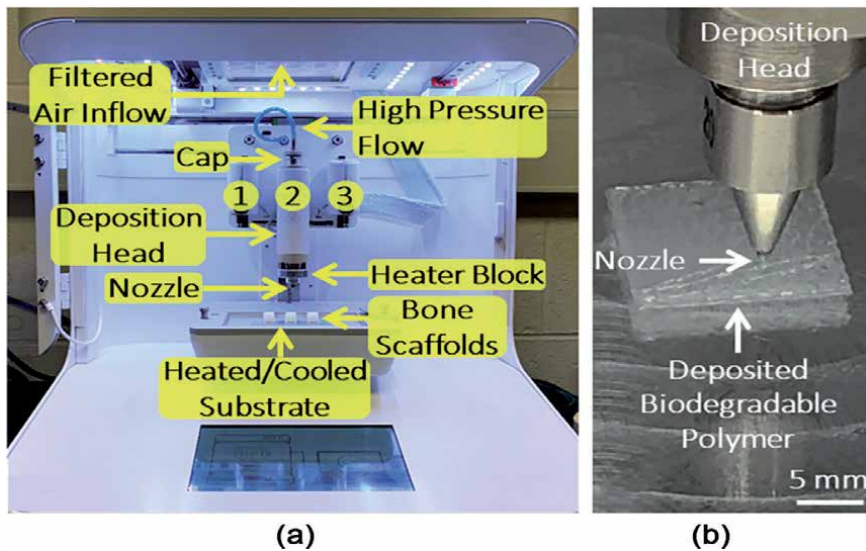 Filtered
Air Inflow
High Pressure
Flow
Cap
1
2
3
Deposition
Head
Heater Block
Nozzle
Bone
Scaffolds
Heated/Cooled
Substrate
(a)
Deposition
Head
Nozzle
Deposited
Biodegradable
Polymer
5 mm
(b)